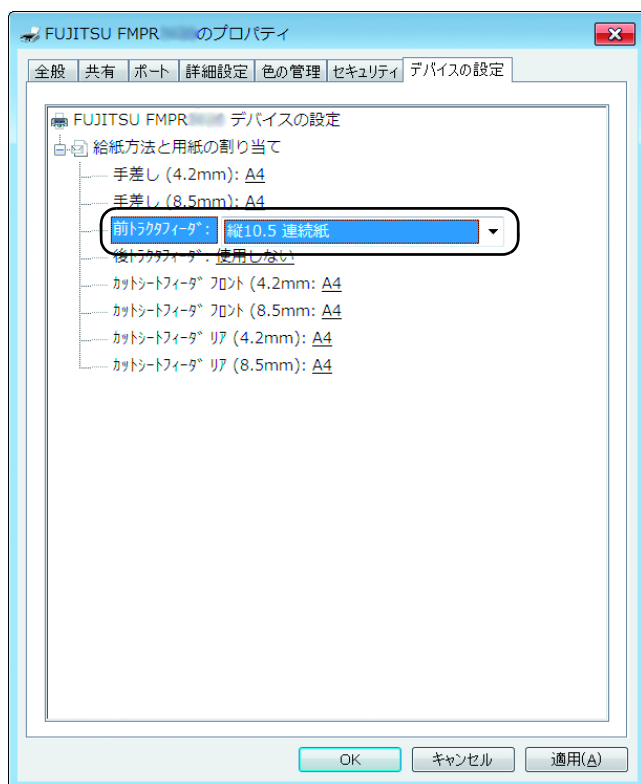 FUJITSU FMPR のプロパティ
全般 共有 ポート 詳細設定 色の管理 セキュリティ デバイスの設定
FUJITSU FMPR デバイスの設定
給紙方法と用紙の割り当て
手差し (4.2mm): A4
手差し (8.5mm): A4
前ﾄﾗｸﾀﾌｨｰﾀﾞ: 縦10.5 連続紙
後ﾄﾗｸﾀﾌｨｰﾀﾞ: 使用しない
ｶｯﾄｼｰﾄﾌｨｰﾀﾞ ﾌﾛﾝﾄ (4.2mm: A4
ｶｯﾄｼｰﾄﾌｨｰﾀﾞ ﾌﾛﾝﾄ (8.5mm: A4
ｶｯﾄｼｰﾄﾌｨｰﾀﾞ ﾘｱ (4.2mm): A4
ｶｯﾄｼｰﾄﾌｨｰﾀﾞ ﾘｱ (8.5mm): A4
OK キャンセル 適用(A)